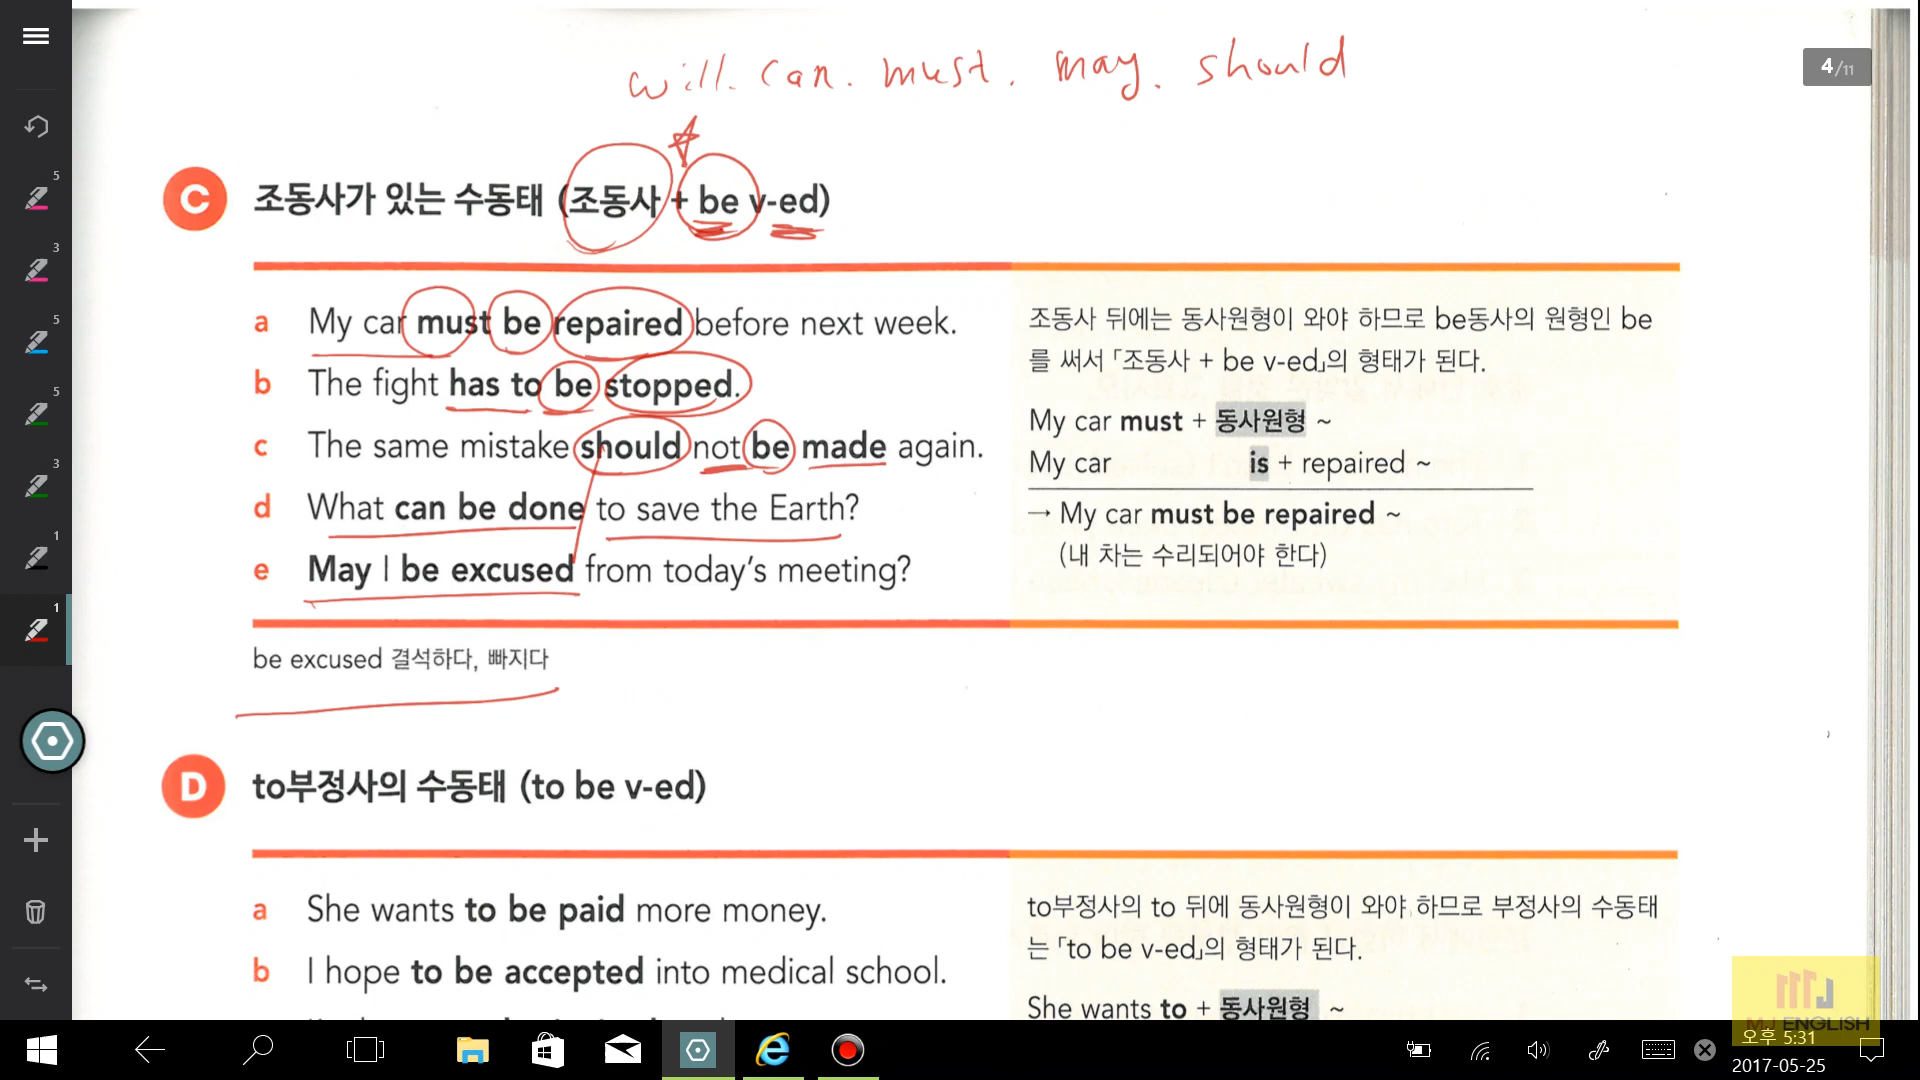 will. can. must. may. should
4/11
C 조동사가 있는 수동태 (조동사 + be v-ed)
a My car must be repaired before next week.
b The fight has to be stopped.
c The same mistake should not be made again.
d What can be done to save the Earth?
e May I be excused from today's meeting?
조동사 뒤에는 동사원형이 와야 하므로 be동사의 원형인 be
를 써서 「조동사 + be v-ed」의 형태가 된다.
My car must + 동사원형 ~
My car is + repaired ~
→ My car must be repaired ~
(내 차는 수리되어야 한다)
be excused 결석하다, 빠지다
D to부정사의 수동태 (to be v-ed)
a She wants to be paid more money.
b I hope to be accepted into medical school.
to부정사의 to 뒤에 동사원형이 와야 하므로 부정사의 수동태
는 「to be v-ed」의 형태가 된다.
She wants to + 동사원형 ~
5
3
5
5
3
1
1
MJ ENGLISH
오후 5:31
2017-05-25